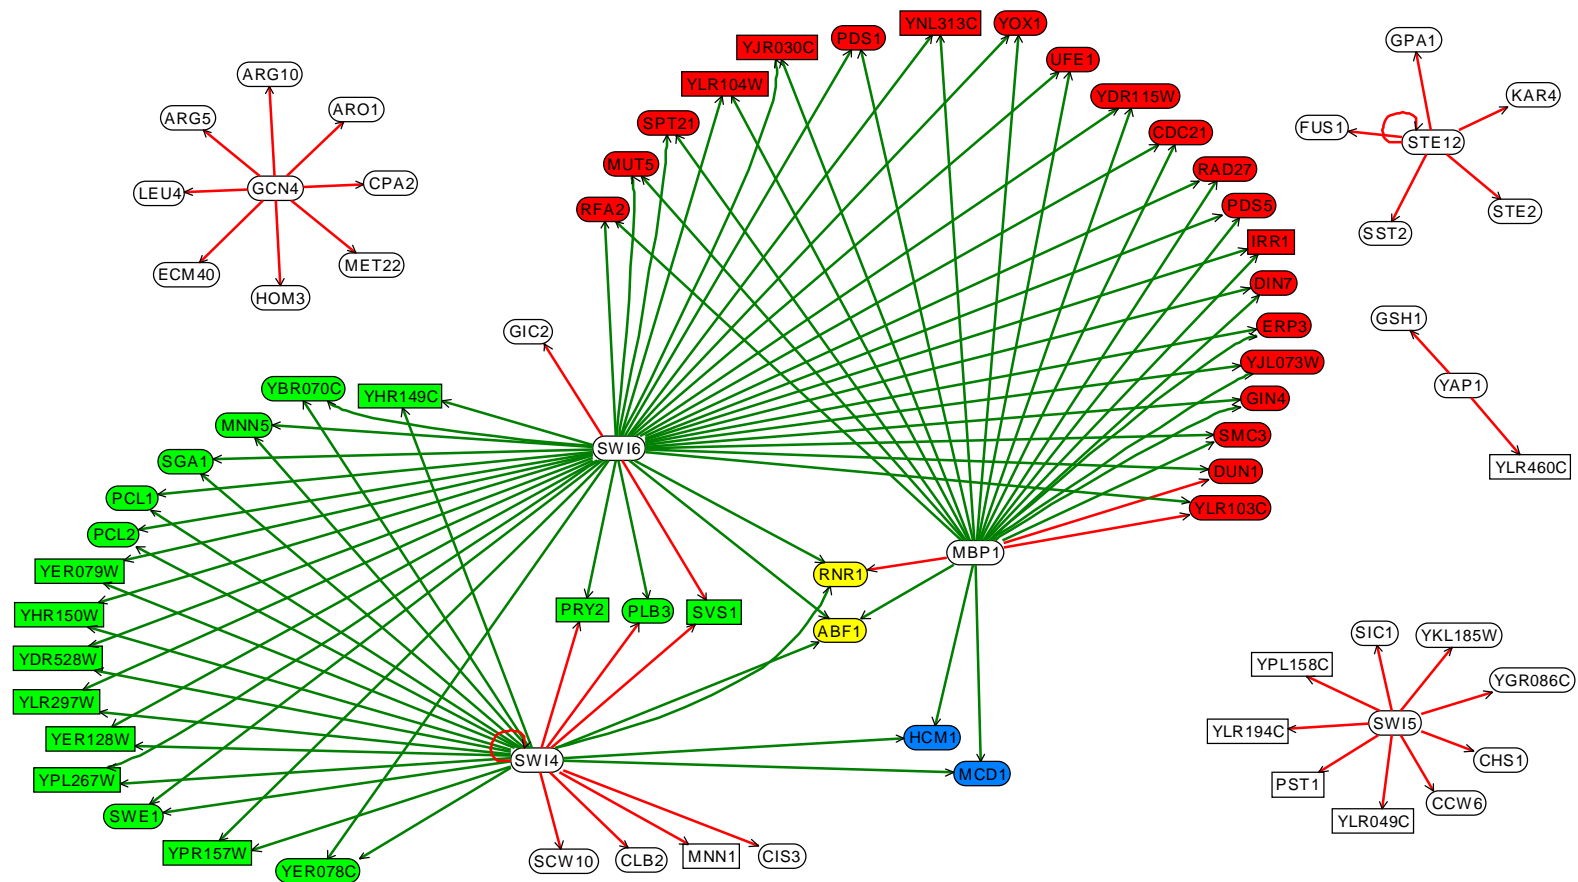 YNL313C
YOX1
PDS1
YJR030C
GPA1
UFE1
ARG10
YLR104W
KAR4
YDR115W
ARO1
ARG5
SPT21
FUS1
CDC21
STE12
MUT5
RAD27
CPA2
GCN4
LEU4
RFA2
PDS5
STE2
SST2
IRR1
MET22
ECM40
DIN7
HOM3
GSH1
ERP3
GIC2
YJL073W
YAP1
YBR070C
YHR149C
GIN4
MNN5
SMC3
SWI6
SGA1
YLR460C
DUN1
PCL1
YLR103C
PCL2
MBP1
YER079W
RNR1
PRY2
PLB3
SVS1
YHR150W
ABF1
SIC1
YKL185W
YDR528W
YPL158C
YGR086C
YLR297W
SWI5
YLR194C
YER128W
HCM1
SWI4
CHS1
MCD1
YPL267W
PST1
CCW6
SWE1
YLR049C
YPR157W
MNN1
CIS3
SCW10
CLB2
YER078C